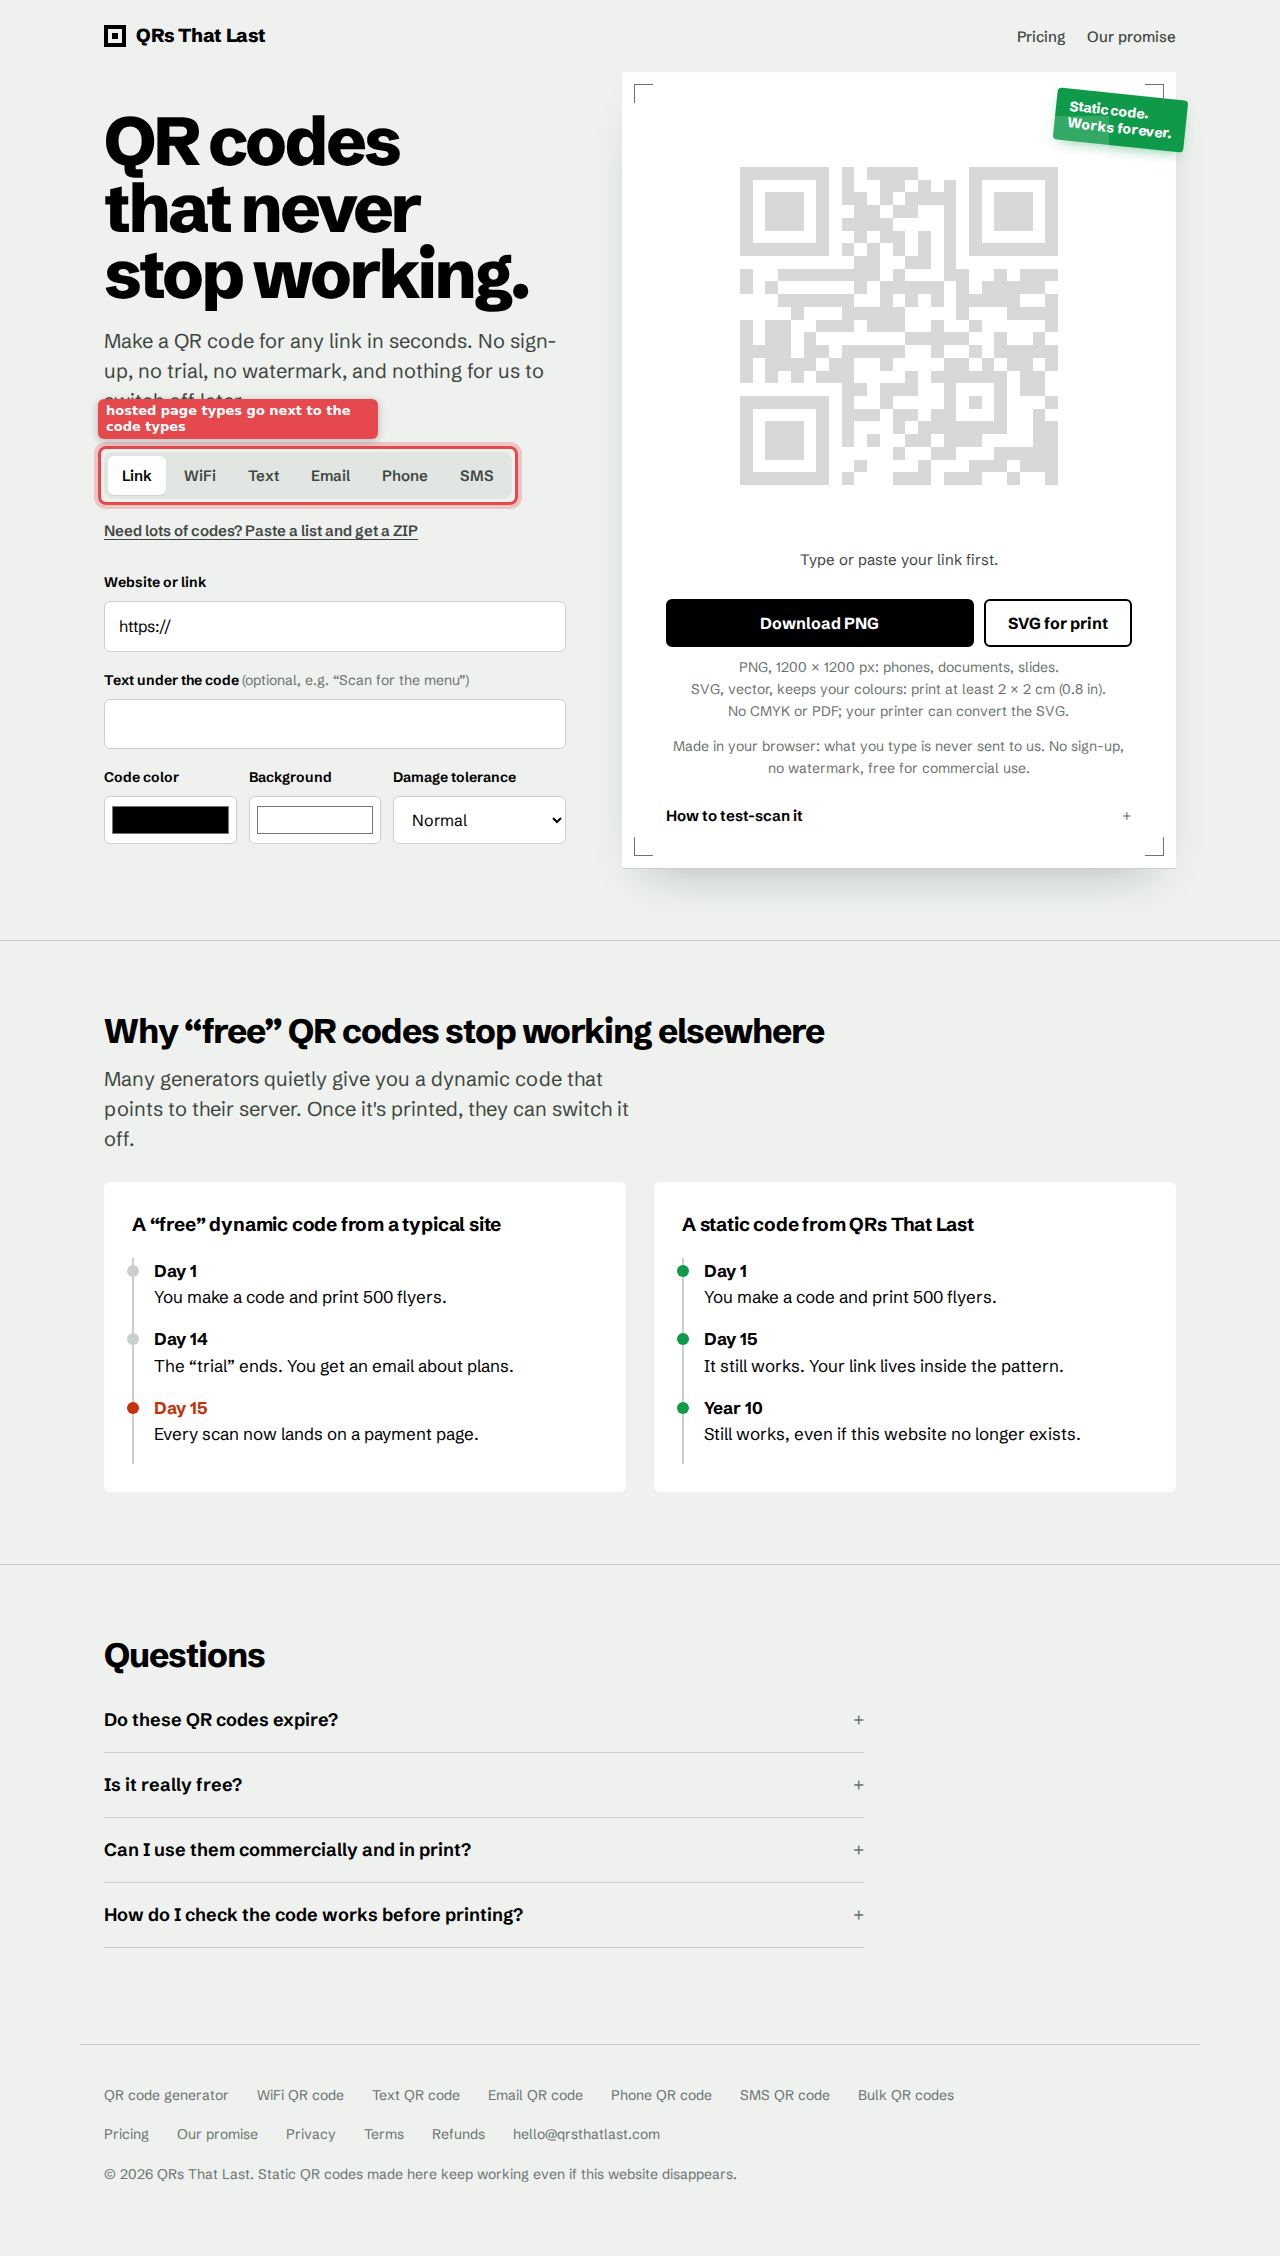 QRs That Last
Pricing
Our promise
QR codes
that never
stop working.
Make a QR code for any link in seconds. No sign-
up, no trial, no watermark, and nothing for us to
hosted page types go next to the
code types
Link
WiFi
Text
Email
Phone
SMS
Need lots of codes? Paste a list and get a ZIP
Website or link
https://
Text under the code (optional, e.g. “Scan for the menu”)
Code color
Background
Damage tolerance
Normal
Static code.
Works forever.
Type or paste your link first.
Download PNG
SVG for print
PNG, 1200 × 1200 px: phones, documents, slides.
SVG, vector, keeps your colours: print at least 2 × 2 cm (0.8 in).
No CMYK or PDF; your printer can convert the SVG.
Made in your browser: what you type is never sent to us. No sign-up,
no watermark, free for commercial use.
How to test-scan it
+
Why “free” QR codes stop working elsewhere
Many generators quietly give you a dynamic code that
points to their server. Once it's printed, they can switch it
off.
A “free” dynamic code from a typical site
Day 1
You make a code and print 500 flyers.
Day 14
The “trial” ends. You get an email about plans.
Day 15
Every scan now lands on a payment page.
A static code from QRs That Last
Day 1
You make a code and print 500 flyers.
Day 15
It still works. Your link lives inside the pattern.
Year 10
Still works, even if this website no longer exists.
Questions
Do these QR codes expire?
+
Is it really free?
+
Can I use them commercially and in print?
+
How do I check the code works before printing?
+
QR code generator
WiFi QR code
Text QR code
Email QR code
Phone QR code
SMS QR code
Bulk QR codes
Pricing
Our promise
Privacy
Terms
Refunds
hello@qrsthatlast.com
© 2026 QRs That Last. Static QR codes made here keep working even if this website disappears.